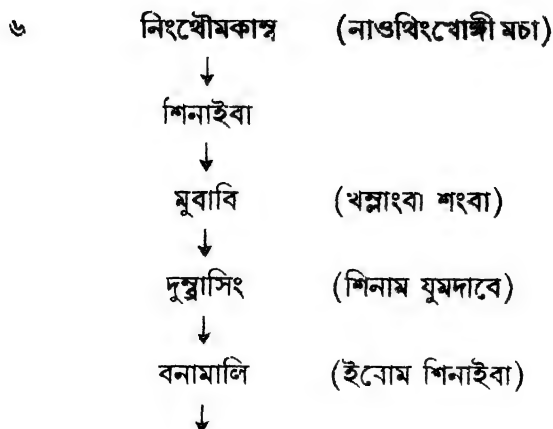 ৬ নিংথৌমকাম্ব (নাওথিংখোঙ্গী মচা)
↓
শিনাইবা
↓
মুবাবি (খম্লাংবা শংবা)
↓
দুম্ব্রাসিং (শিনাম যুমদাবে)
↓
বনামালি (ইবোম শিনাইবা)
↓